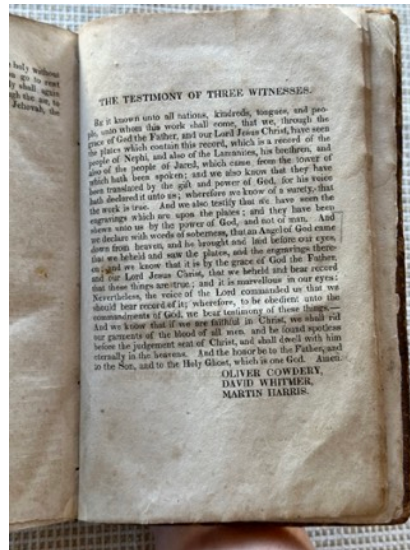 holy without
go to rest
shall again
the air, to
Jehovah, the
THE TESTIMONY OF THREE WITNESSES.
BE it known unto all nations, kindreds, tongues, and peo-
ple, unto whom this work shall come, that we, through the
grace of God the Father, and our Lord Jesus Christ, have seen
the plates which contain this record, which is a record of the
people of Nephi, and also of the Lamanites, his brethren, and
also of the people of Jared, which came from the tower of
which hath been spoken; and we also know that they have
been translated by the gift and power of God, for his voice
hath declared it unto us; wherefore we know of a surety, that
the work is true. And we also testify that we have seen the
engravings which are upon the plates; and they have been
shewn unto us by the power of God, and not of man. And
we declare with words of soberness, that an Angel of God came
down from heaven, and he brought and laid before our eyes,
that we beheld and saw the plates, and the engravings there-
on; and we know that it is by the grace of God the Father,
and our Lord Jesus Christ, that we beheld and bear record
that these things are true; and it is marvellous in our eyes:
Nevertheless, the voice of the Lord commanded us that we
should bear record of it; wherefore, to be obedient unto the
commandments of God, we bear testimony of these things.—
And we know that if we are faithful in Christ, we shall rid
our garments of the blood of all men, and be found spotless
before the judgement seat of Christ, and shall dwell with him
eternally in the heavens. And the honor be to the Father, and
to the Son, and to the Holy Ghost, which is one God. Amen.
OLIVER COWDERY,
DAVID WHITMER,
MARTIN HARRIS.